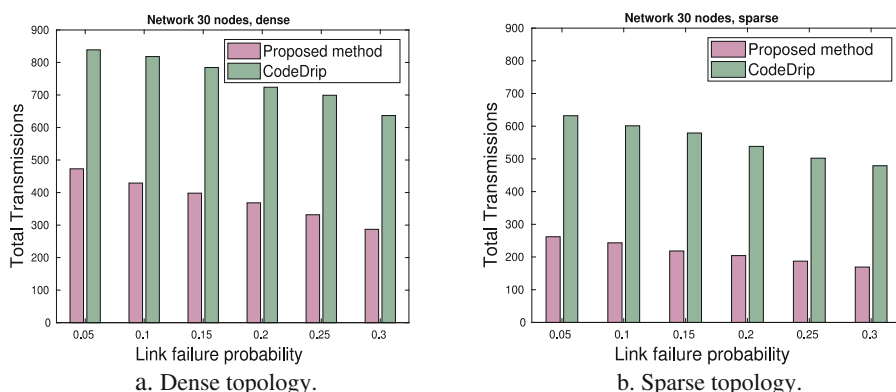 Network 30 nodes, dense
900
800
700
600
500
400
300
200
100
0
Total Transmissions
Proposed method
CodeDrip
0.05 0.1 0.15 0.2 0.25 0.3
Link failure probability
a. Dense topology.
Network 30 nodes, sparse
900
800
700
600
500
400
300
200
100
0
Total Transmissions
Proposed method
CodeDrip
0.05 0.1 0.15 0.2 0.25 0.3
Link failure probability
b. Sparse topology.